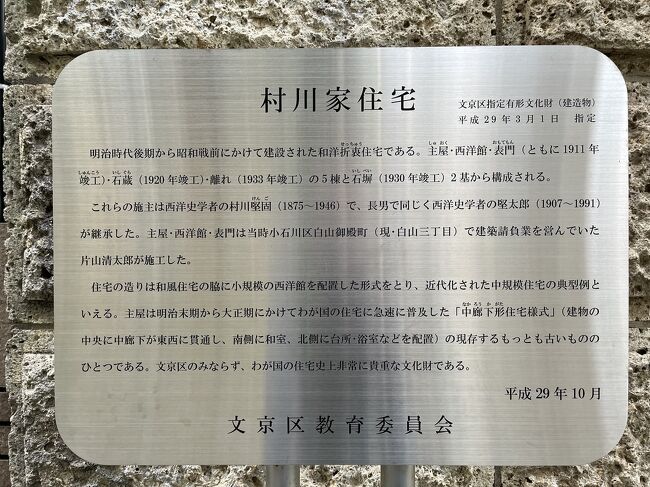 村川家住宅
文京区指定有形文化財（建造物）
平成29年3月1日　指定
明治時代後期から昭和戦前にかけて建設された和洋折衷住宅である。主屋・西洋館・表門（ともに1911年
竣工）・石蔵（1920年竣工）・離れ（1933年竣工）の5棟と石塀（1930年竣工）2基から構成される。
これらの施主は西洋史学者の村川堅固（1875～1946）で、長男で同じく西洋史学者の堅太郎（1907～1991）
が継承した。主屋・西洋館・表門は当時小石川区白山御殿町（現・白山三丁目）で建築請負業を営んでいた
片山清太郎が施工した。
住宅の造りは和風住宅の脇に小規模の西洋館を配置した形式をとり、近代化された中規模住宅の典型例と
いえる。主屋は明治末期から大正期にかけてわが国の住宅に急速に普及した「中廊下形住宅様式」（建物の
中央に中廊下が東西に貫通し、南側に和室、北側に台所・浴室などを配置）の現存するもっとも古いものの
ひとつである。文京区のみならず、わが国の住宅史上非常に貴重な文化財である。
平成29年10月
文京区教育委員会